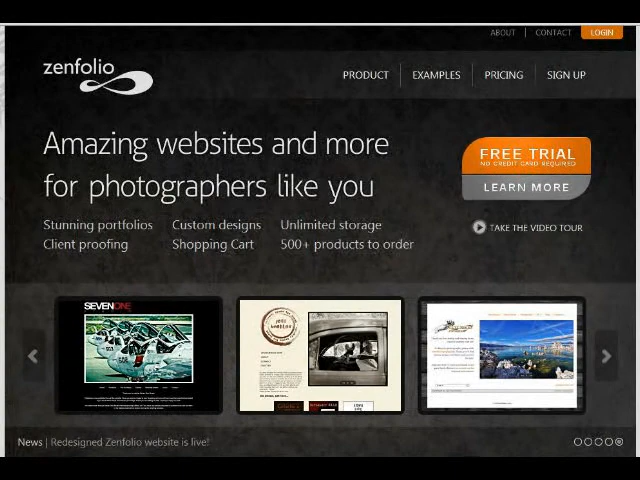 ABOUT | CONTACT LOGIN
zenfolio
PRODUCT EXAMPLES PRICING SIGN UP
Amazing websites and more
for photographers like you
FREE TRIAL
NO CREDIT CARD REQUIRED
LEARN MORE
Stunning portfolios Custom designs Unlimited storage
Client proofing Shopping Cart 500+ products to order
TAKE THE VIDEO TOUR
SEVENONE
News | Redesigned Zenfolio website is live!